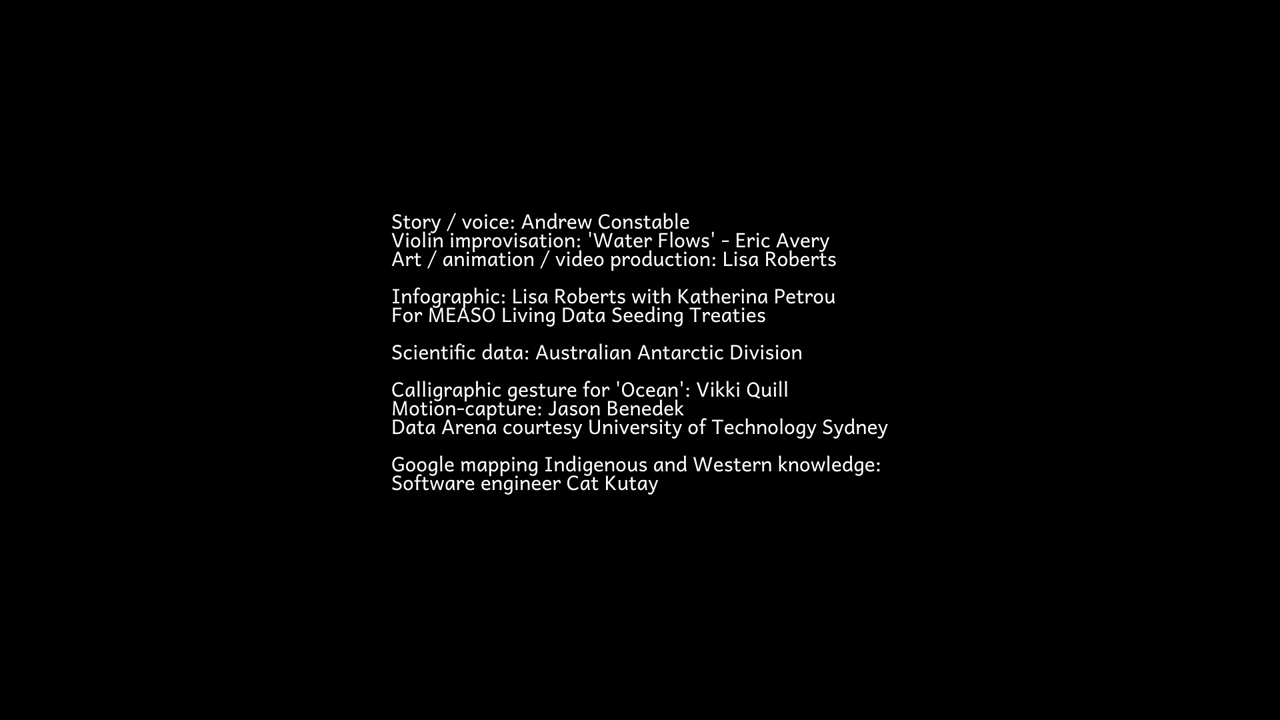 Story / voice: Andrew Constable
Violin improvisation: 'Water Flows' - Eric Avery
Art / animation / video production: Lisa Roberts
Infographic: Lisa Roberts with Katherina Petrou
For MEASO Living Data Seeding Treaties
Scientific data: Australian Antarctic Division
Calligraphic gesture for 'Ocean': Vikki Quill
Motion-capture: Jason Benedek
Data Arena courtesy University of Technology Sydney
Google mapping Indigenous and Western knowledge:
Software engineer Cat Kutay